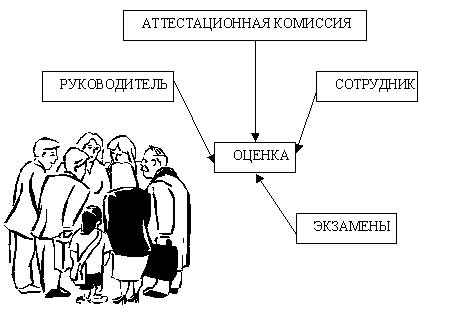 АТТЕСТАЦИОННАЯ КОМИССИЯ
РУКОВОДИТЕЛЬ
СОТРУДНИК
ОЦЕНКА
ЭКЗАМЕНЫ